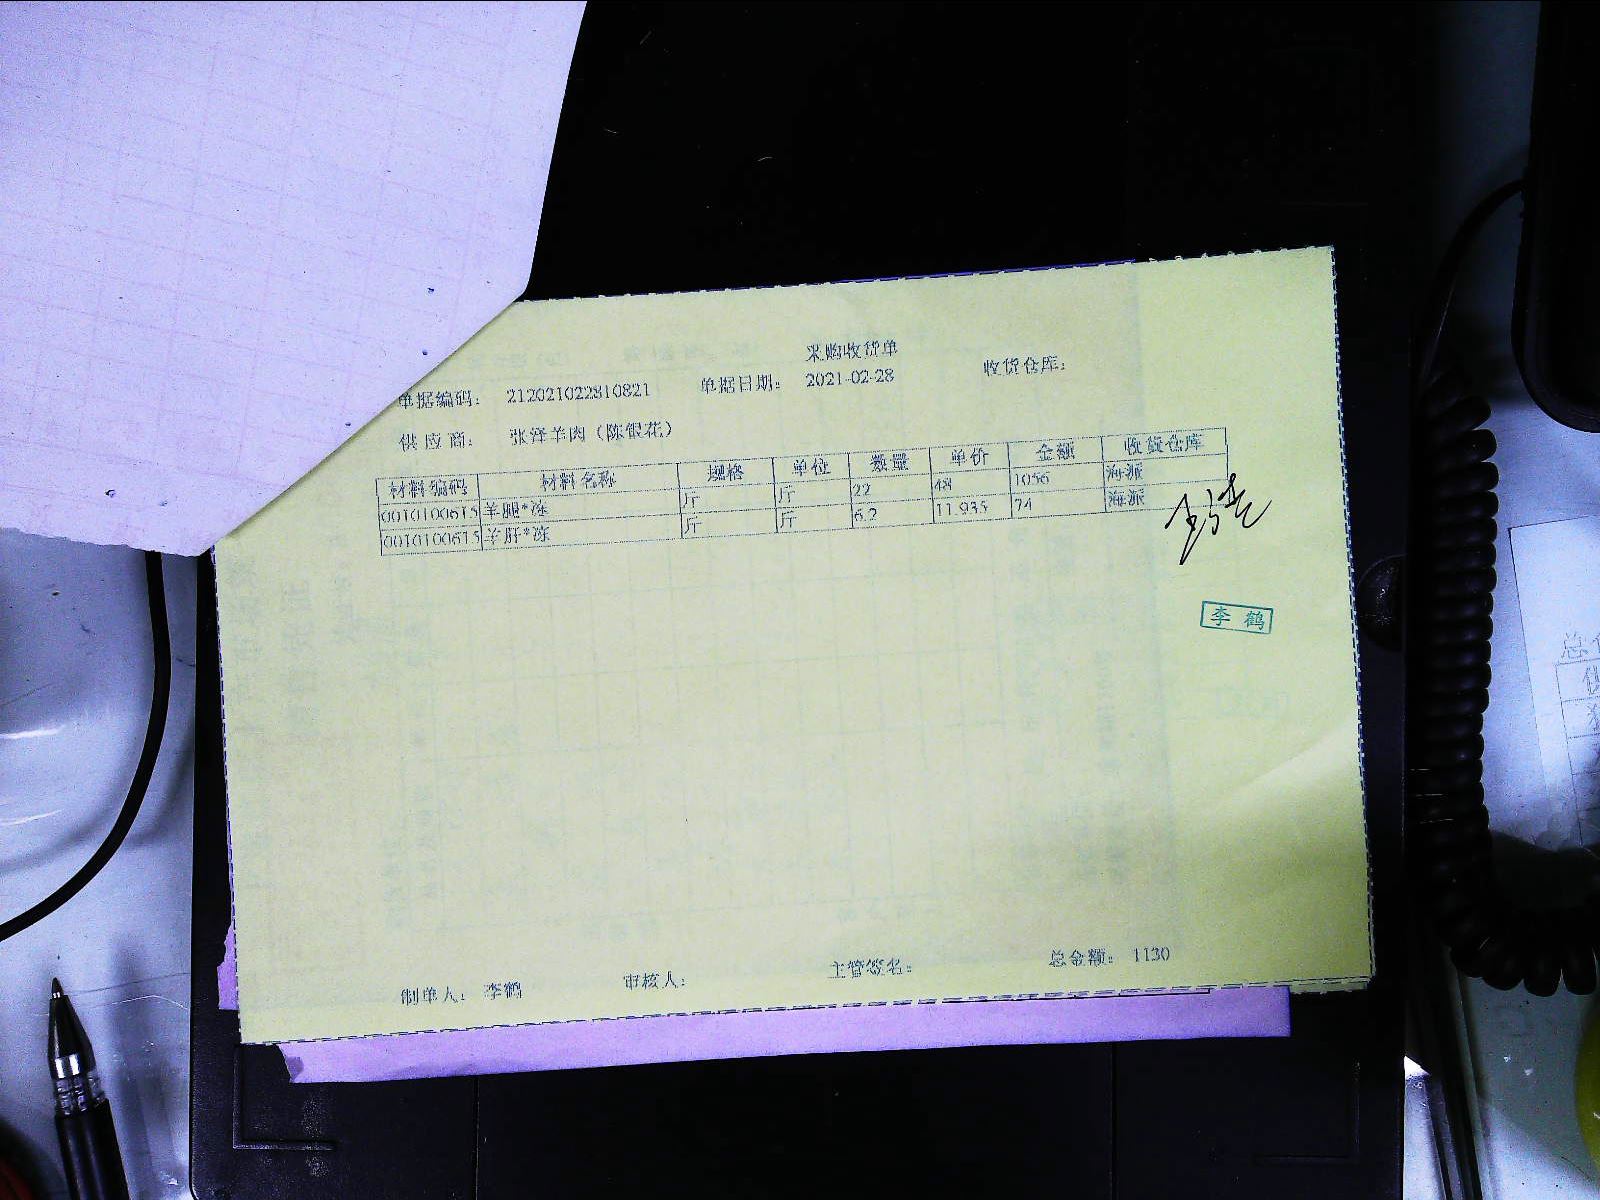 采购收货单
单据编码： 212021022810821 单据日期： 2021-02-28 收货仓库：
供应商： 张泽羊肉（陈银花）
材料编码 材料名称 规格 单位 数量 单价 金额 收货仓库
0010100615 羊腿*冻 斤 斤 22 48 1056 海派
0010100615 羊肝*冻 斤 斤 6.2 11.935 74 海派
李鹤
制单人： 李鹤 审核人： 主管签名： 总金额： 1130